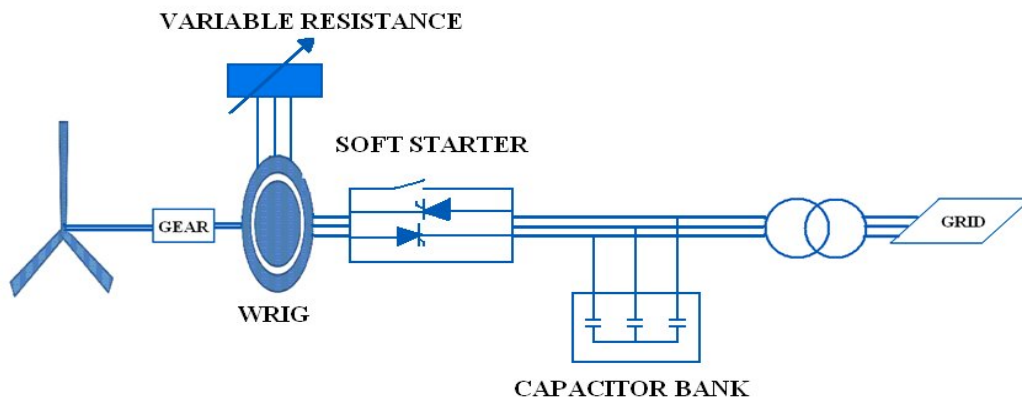 VARIABLE RESISTANCE
SOFT STARTER
GEAR
GRID
WRIG
CAPACITOR BANK